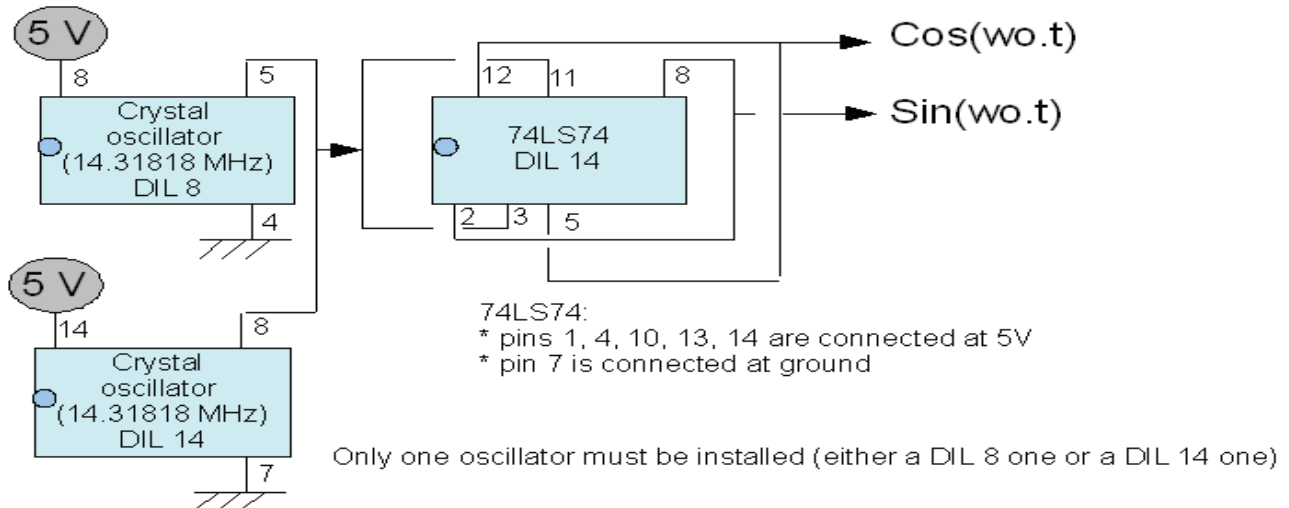 5 V
Cos(wo.t)
8
5
12
11
8
Crystal
oscillator
(14.31818 MHz)
DIL 8
74LS74
DIL 14
Sin(wo.t)
4
2
3
5
5 V
14
8
74LS74:
* pins 1, 4, 10, 13, 14 are connected at 5V
* pin 7 is connected at ground
Crystal
oscillator
(14.31818 MHz)
DIL 14
7
Only one oscillator must be installed (either a DIL 8 one or a DIL 14 one)